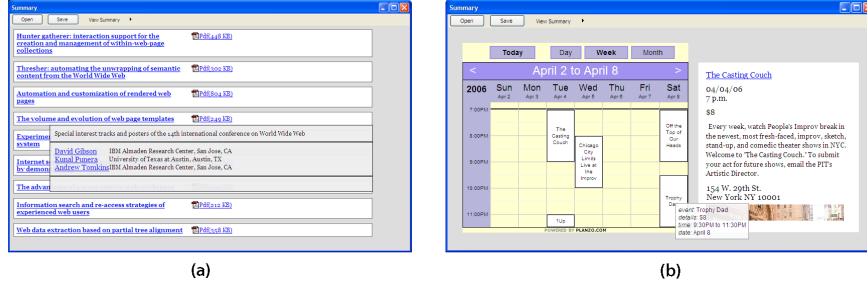 Summary
Open Save View Summary
Hunter gatherer: interaction support for the creation and management of within-web-page collections
Pdf(448 KB)
Thresher: automating the unwrapping of semantic content from the World Wide Web
Pdf(302 KB)
Automation and customization of rendered web pages
Pdf(804 KB)
The volume and evolution of web page templates
Pdf(249 KB)
Special interest tracks and posters of the 14th international conference on World Wide Web
David Gibson IBM Almaden Research Center, San Jose, CA
Kunal Punera University of Texas at Austin, Austin, TX
Andrew Tomkins IBM Almaden Research Center, San Jose, CA
Experimen
system
Internet s
by demon
The advan
Information search and re-access strategies of experienced web users
Pdf(212 KB)
Web data extraction based on partial tree alignment
Pdf(358 KB)
(a)
Summary
Open Save View Summary
Today Day Week Month
< April 2 to April 8 >
2006 Sun Mon Tue Wed Thu Fri Sat
Apr 2 Apr 3 Apr 4 Apr 5 Apr 6 Apr 7 Apr 8
7:00PM
8:00PM
9:00PM
10:00PM
11:00PM
The Casting Couch
Chicago City Limits Live at the Improv
Off the Top of Our Heads
Trophy Dad
1Up
POWERED BY PLANZO.COM
The Casting Couch
04/04/06
7 p.m.
$8
Every week, watch People's Improv break in
the newest, most fresh-faced, improv, sketch,
stand-up, and comedic theater shows in NYC.
Welcome to 'The Casting Couch.' To submit
your act for future shows, email the PIT's
Artistic Director.
154 W. 29th St.
New York NY 10001
event: Trophy Dad
details: $8
time: 9:30PM to 11:30PM
date: April 8
(b)